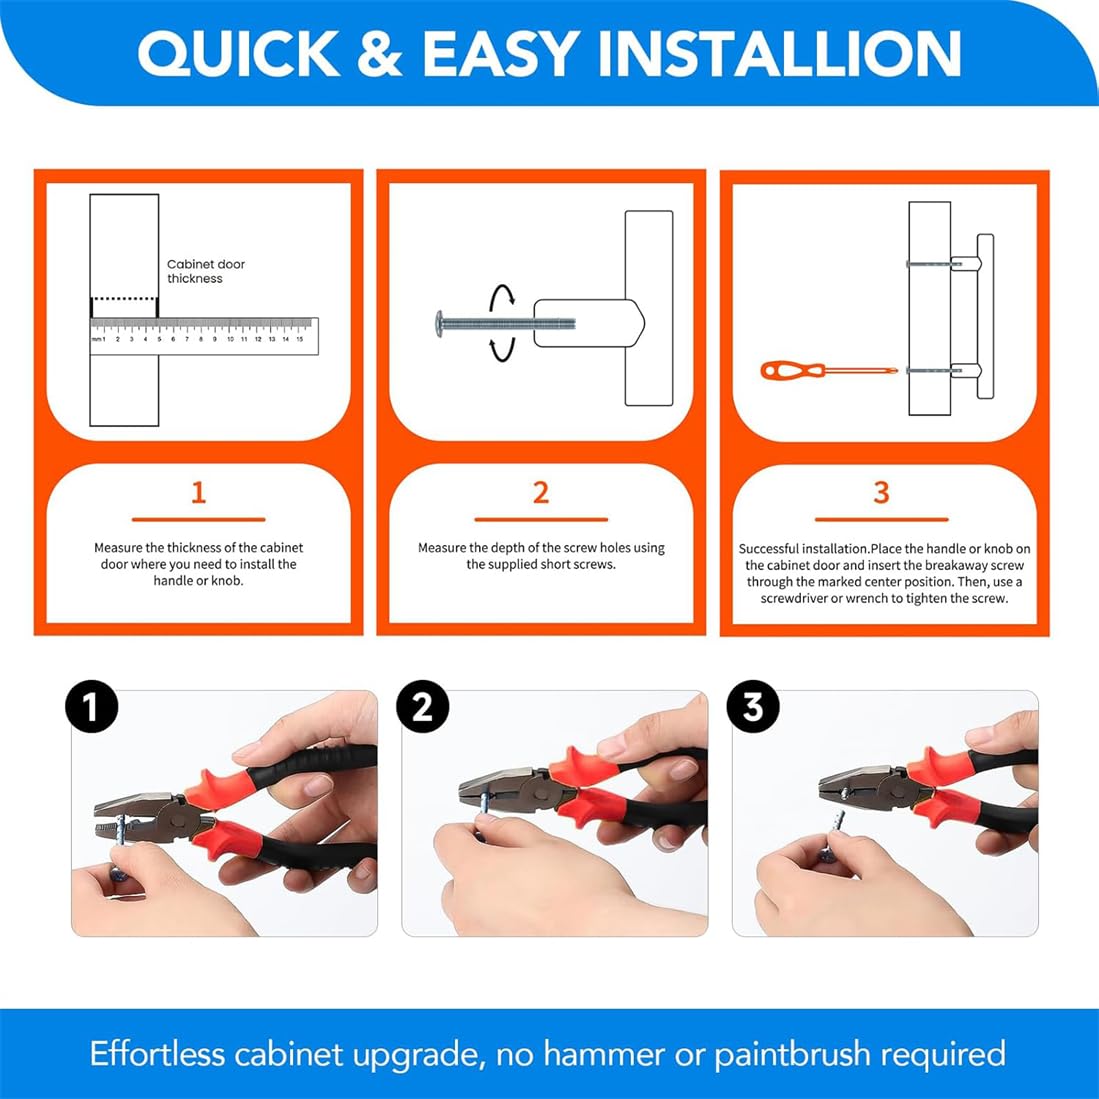 QUICK & EASY INSTALLION
Cabinet door
thickness
mm1 2 3 4 5 6 7 8 9 10 11 12 13 14 15
1
Measure the thickness of the cabinet
door where you need to install the
handle or knob.
2
Measure the depth of the screw holes using
the supplied short screws.
3
Successful installation.Place the handle or knob on
the cabinet door and insert the breakaway screw
through the marked center position. Then, use a
screwdriver or wrench to tighten the screw.
1
2
3
Effortless cabinet upgrade, no hammer or paintbrush required